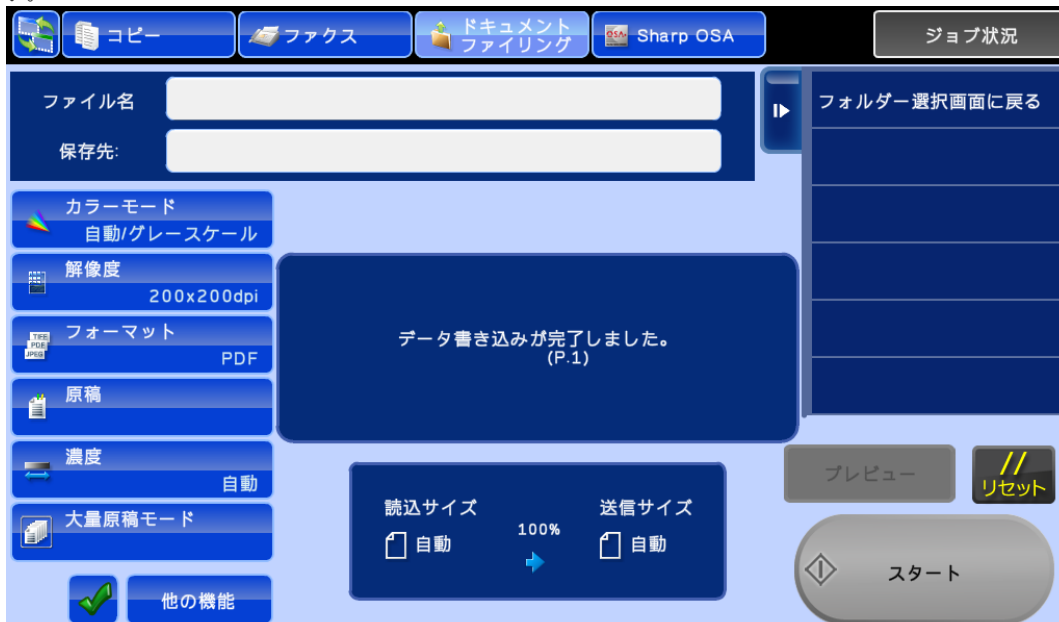 コピー
ファクス
ドキュメント
ファイリング
OSA
Sharp OSA
ジョブ状況
ファイル名
フォルダー選択画面に戻る
保存先:
カラーモード
自動/グレースケール
解像度
200x200dpi
TIFF
PDF
JPEG
フォーマット
PDF
原稿
濃度
自動
大量原稿モード
他の機能
データ書き込みが完了しました。
(P.1)
読込サイズ
自動
100%
送信サイズ
自動
プレビュー
リセット
スタート